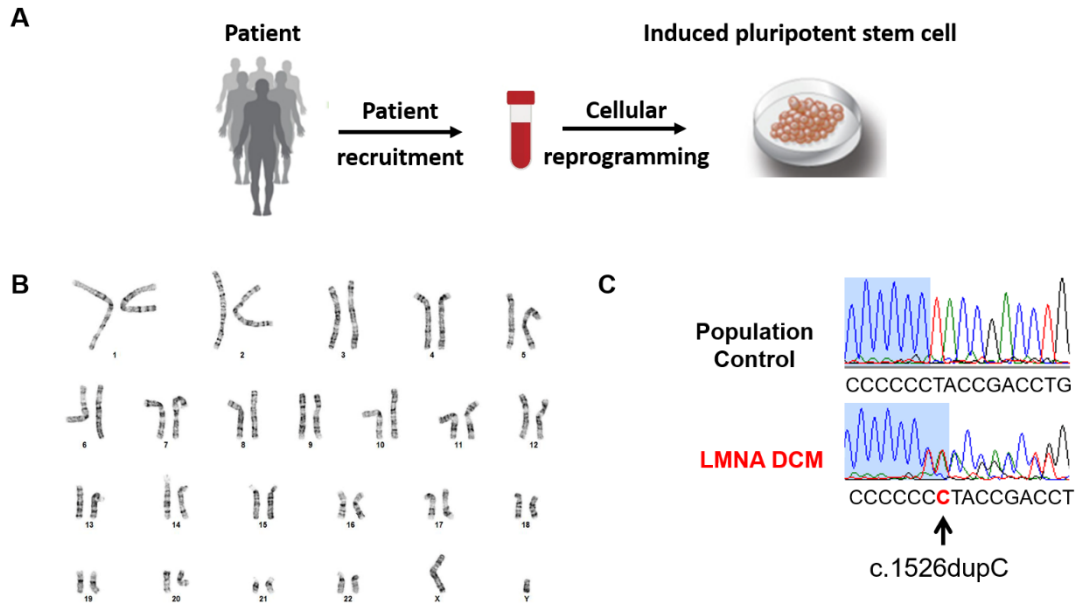 A
Patient
Induced pluripotent stem cell
Patient
recruitment
Cellular
reprogramming
B
1 2 3 4 5
6 7 8 9 10 11 12
13 14 15 16 17 18
19 20 21 22 X Y
C
Population
Control
CCCCCCTACCGACCTG
LMNA DCM
CCCCCCCTACCGACCT
c.1526dupC